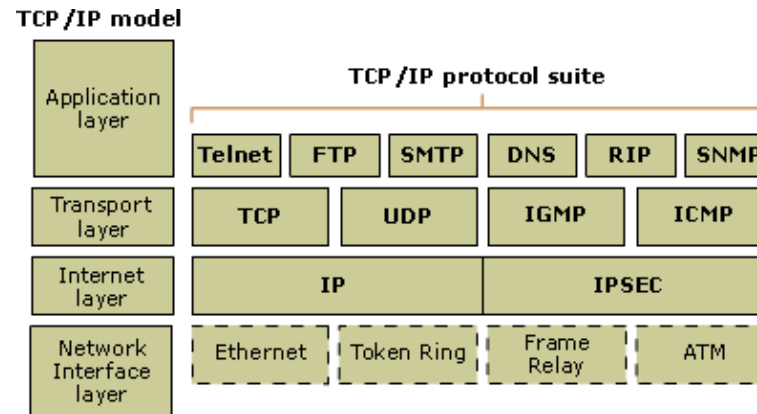 TCP/IP model
TCP/IP protocol suite
Application
layer
Telnet FTP SMTP DNS RIP SNMP
Transport
layer
TCP UDP IGMP ICMP
Internet
layer
IP IPSEC
Network
Interface
layer
Ethernet Token Ring Frame
Relay ATM